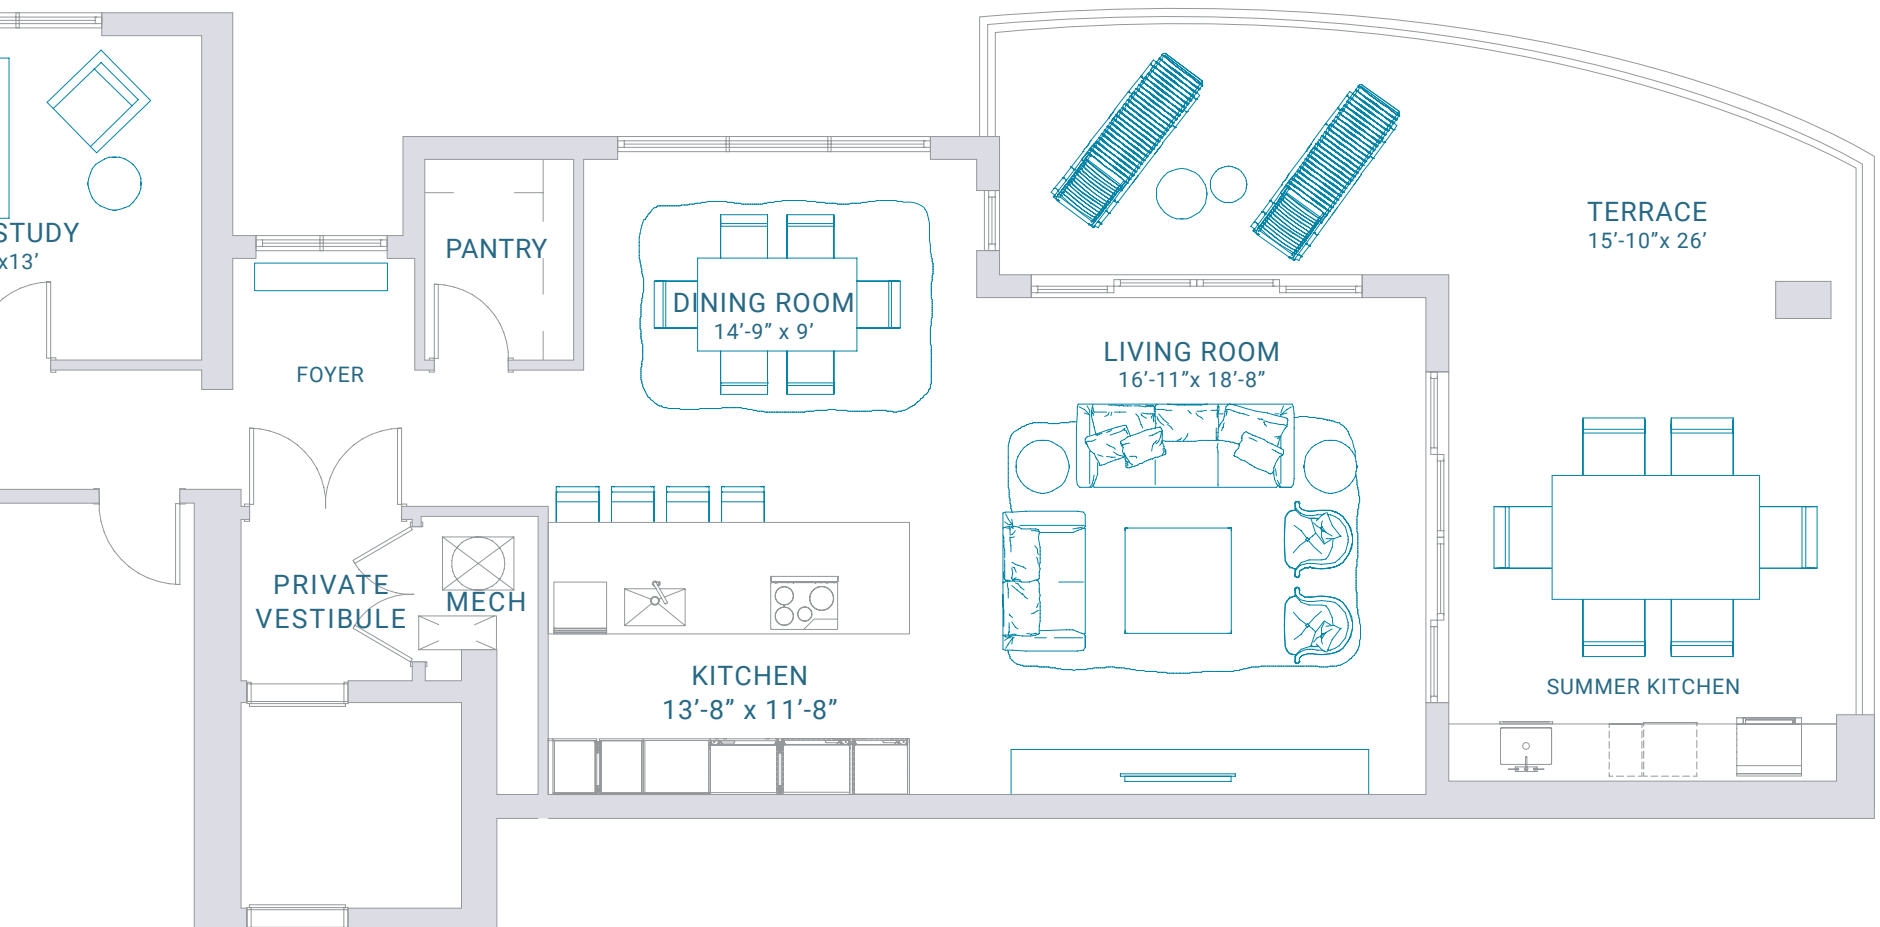 STUDY
x13’
PANTRY
FOYER
DINING ROOM
14’-9” x 9’
LIVING ROOM
16’-11”x 18’-8”
TERRACE
15’-10”x 26’
PRIVATE
VESTIBULE
MECH
KITCHEN
13’-8” x 11’-8”
SUMMER KITCHEN